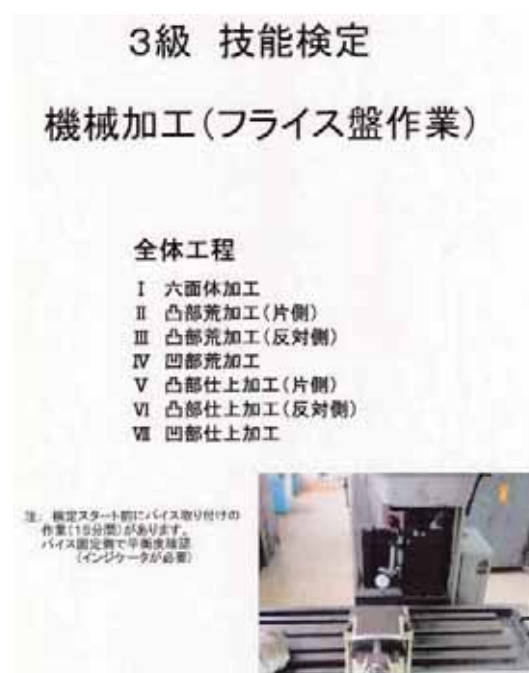 3級 技能検定
機械加工(フライス盤作業)
全体工程
Ⅰ 六面体加工
Ⅱ 凸部荒加工(片側)
Ⅲ 凸部荒加工(反対側)
Ⅳ 凹部荒加工
Ⅴ 凸部仕上加工(片側)
Ⅵ 凸部仕上加工(反対側)
Ⅶ 凹部仕上加工
注: 検定スタート前にバイス取り付けの
作業(15分間)があります。
バイス固定側で平衡度確認
(インジケータが必要)